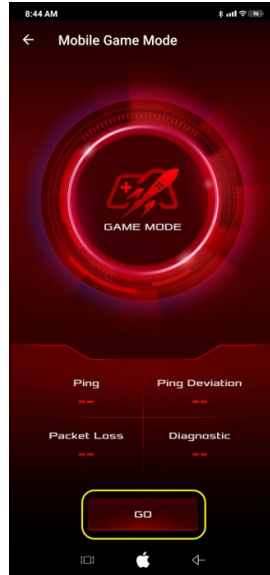 8:44 AM
Mobile Game Mode
GAME MODE
Ping
--
Ping Deviation
--
Packet Loss
--
Diagnostic
--
GO